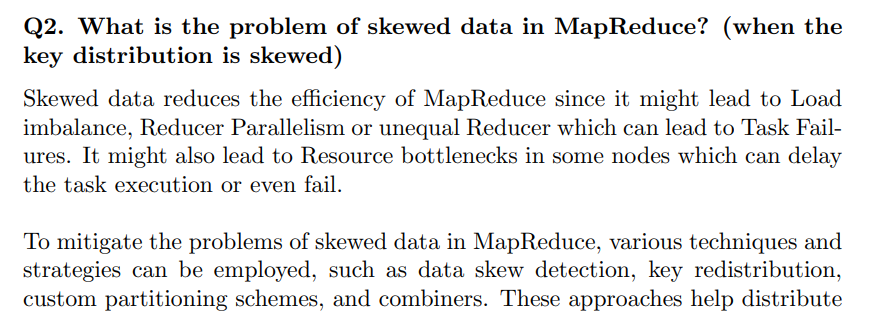 Q2. What is the problem of skewed data in MapReduce? (when the
key distribution is skewed)
Skewed data reduces the efficiency of MapReduce since it might lead to Load
imbalance, Reducer Parallelism or unequal Reducer which can lead to Task Fail-
ures. It might also lead to Resource bottlenecks in some nodes which can delay
the task execution or even fail.
To mitigate the problems of skewed data in MapReduce, various techniques and
strategies can be employed, such as data skew detection, key redistribution,
custom partitioning schemes, and combiners. These approaches help distribute